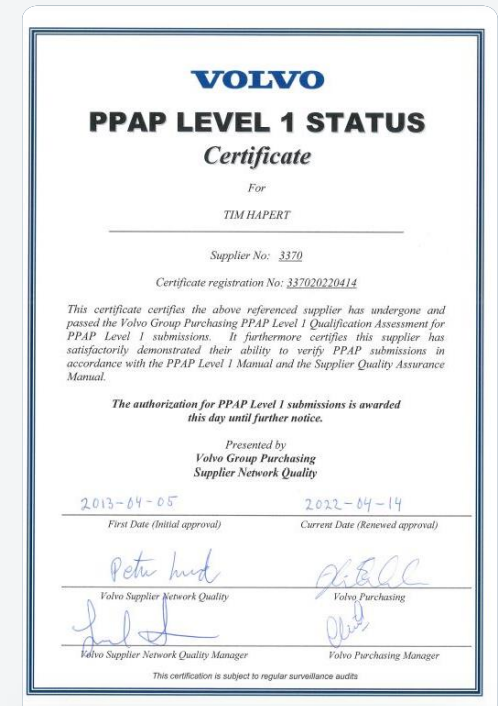 VOLVO
PPAP LEVEL 1 STATUS
Certificate
For
TIM HAPERT
Supplier No: 3370
Certificate registration No: 337020220414
This certificate certifies the above referenced supplier has undergone and
passed the Volvo Group Purchasing PPAP Level 1 Qualification Assessment for
PPAP Level 1 submissions. It furthermore certifies this supplier has
satisfactorily demonstrated their ability to verify PPAP submissions in
accordance with the PPAP Level 1 Manual and the Supplier Quality Assurance
Manual.
The authorization for PPAP Level 1 submissions is awarded
this day until further notice.
Presented by
Volvo Group Purchasing
Supplier Network Quality
2013-04-05 2022-04-14
First Date (Initial approval) Current Date (Renewed approval)
Volvo Supplier Network Quality Volvo Purchasing
Volvo Supplier Network Quality Manager Volvo Purchasing Manager
This certification is subject to regular surveillance audits